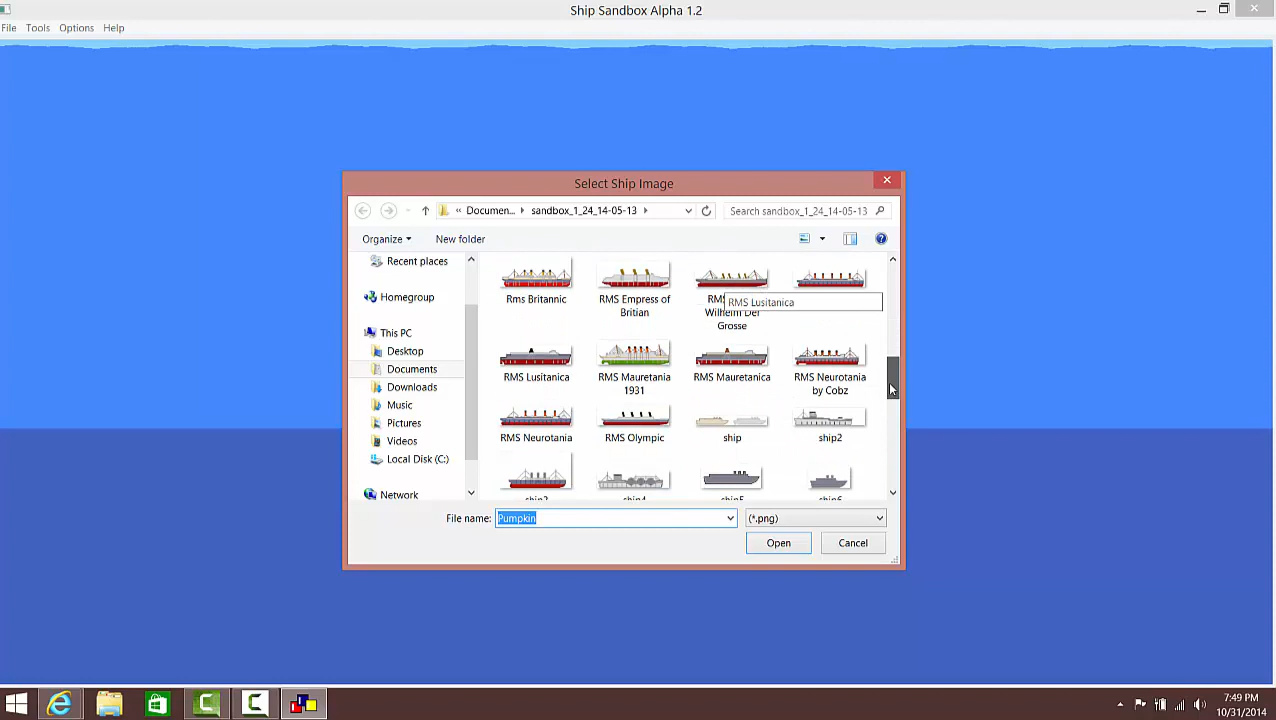 Ship Sandbox Alpha 1.2
File Tools Options Help
Select Ship Image
« Documen... sandbox_1_24_14-05-13
Search sandbox_1_24_14-05-13
Organize New folder
Recent places
Homegroup
This PC
Desktop
Documents
Downloads
Music
Pictures
Videos
Local Disk (C:)
Network
Rms Britannic
RMS Empress of
Britian
Wilhelm Der
Grosse
RMS Lusitanica
RMS Lusitanica
RMS Mauretania
1931
RMS Mauretanica
RMS Neurotania
by Cobz
RMS Neurotania
RMS Olympic
ship
ship2
ship4
ship5
ship6
File name: Pumpkin
(*.png)
Open Cancel
7:49 PM
10/31/2014